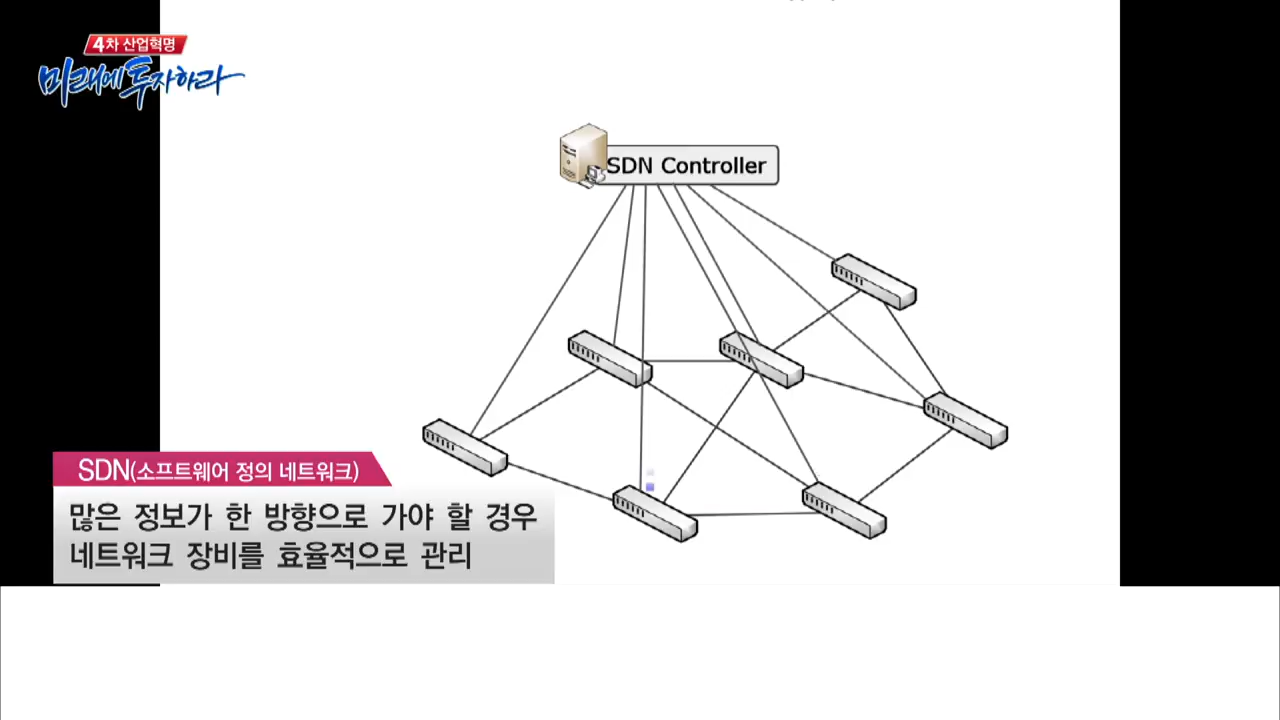 4차 산업혁명
미래에 투자하라
SDN Controller
SDN(소프트웨어 정의 네트워크)
많은 정보가 한 방향으로 가야 할 경우
네트워크 장비를 효율적으로 관리